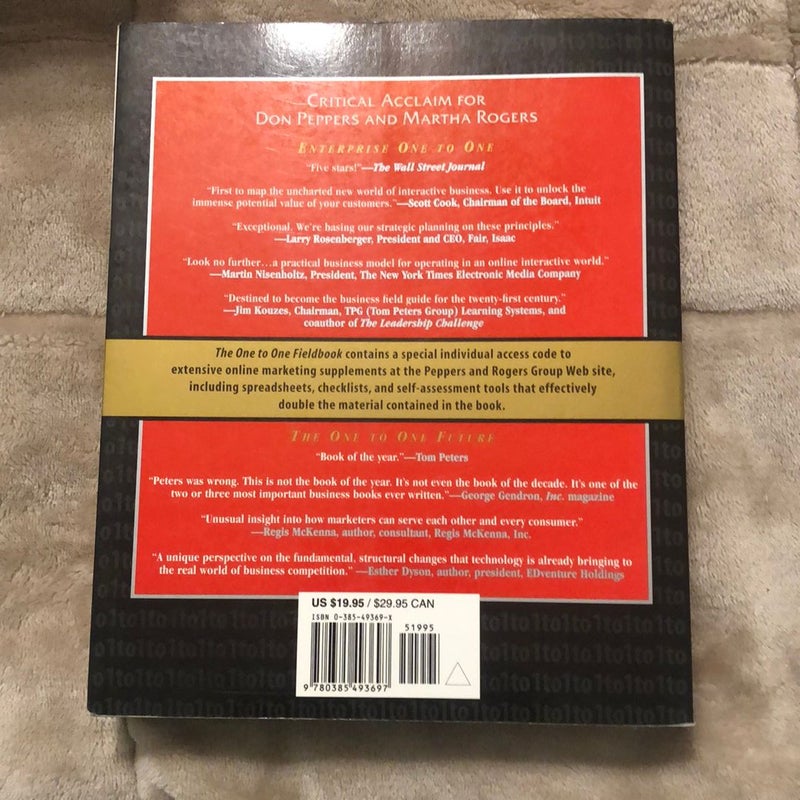 CRITICAL ACCLAIM FOR
DON PEPPERS AND MARTHA ROGERS
ENTERPRISE ONE TO ONE
"Five stars!"—The Wall Street Journal
"First to map the uncharted new world of interactive business. Use it to unlock the
immense potential value of your customers."—Scott Cook, Chairman of the Board, Intuit
"Exceptional. We're basing our strategic planning on these principles."
—Larry Rosenberger, President and CEO, Fair, Isaac
"Look no further…a practical business model for operating in an online interactive world."
—Martin Nisenholtz, President, The New York Times Electronic Media Company
"Destined to become the business field guide for the twenty-first century."
—Jim Kouzes, Chairman, TPG (Tom Peters Group) Learning Systems, and
coauthor of The Leadership Challenge
The One to One Fieldbook contains a special individual access code to
extensive online marketing supplements at the Peppers and Rogers Group Web site,
including spreadsheets, checklists, and self-assessment tools that effectively
double the material contained in the book.
THE ONE TO ONE FUTURE
"Book of the year."—Tom Peters
"Peters was wrong. This is not the book of the year. It's not even the book of the decade. It's one of the
two or three most important business books ever written."—George Gendron, Inc. magazine
"Unusual insight into how marketers can serve each other and every consumer."
—Regis McKenna, author, consultant, Regis McKenna, Inc.
"A unique perspective on the fundamental, structural changes that technology is already bringing to
the real world of business competition." —Esther Dyson, author, president, EDventure Holdings
US $19.95 / $29.95 CAN
ISBN 0-385-49369-X
51995
9 780385 493697